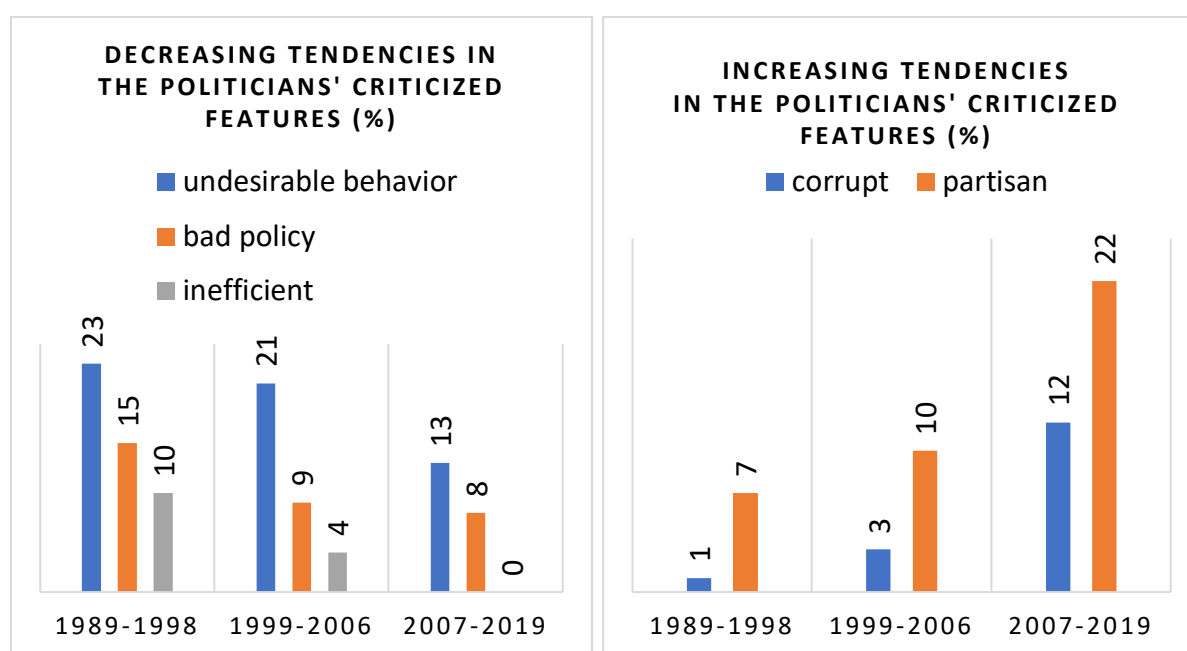 DECREASING TENDENCIES IN
THE POLITICIANS' CRITICIZED
FEATURES (%)
undesirable behavior
bad policy
inefficient
23
15
10
21
9
4
13
8
0
1989-1998
1999-2006
2007-2019
INCREASING TENDENCIES
IN THE POLITICIANS' CRITICIZED
FEATURES (%)
corrupt partisan
1
7
3
10
12
22
1989-1998
1999-2006
2007-2019